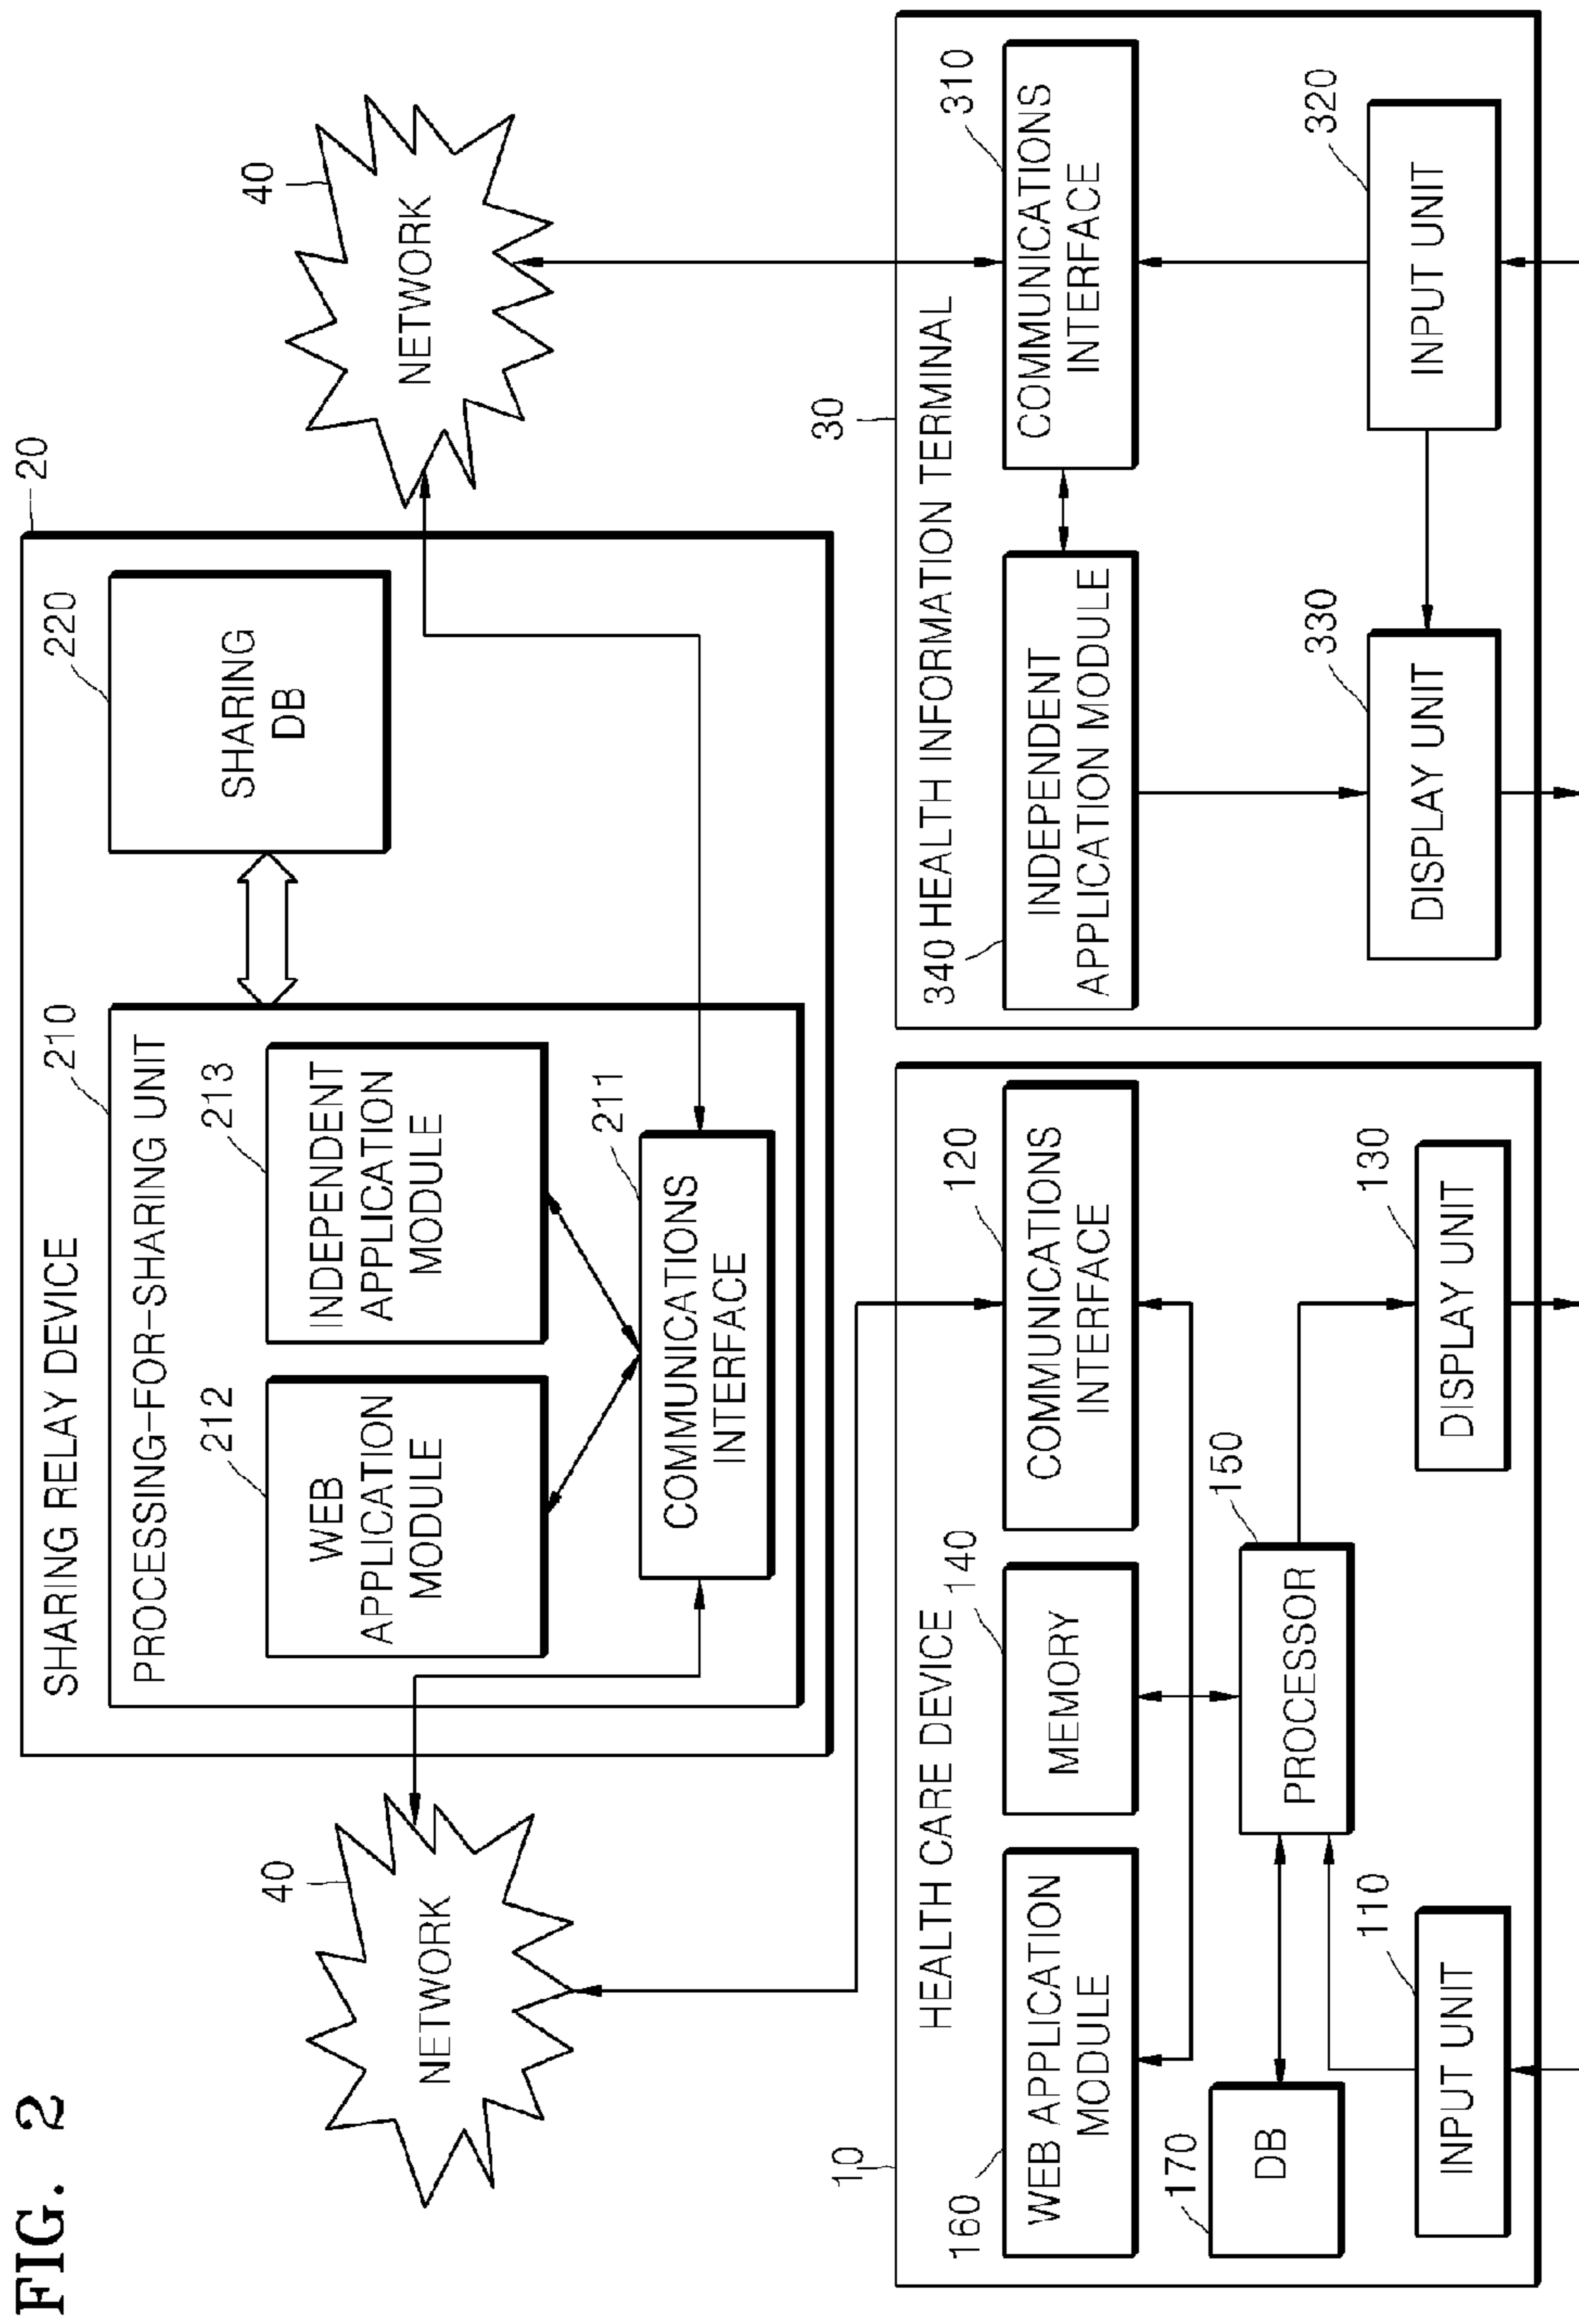 FIG. 2
20
SHARING RELAY DEVICE
210
220
PROCESSING-FOR-SHARING UNIT
212
213
WEB
APPLICATION
MODULE
INDEPENDENT
APPLICATION
MODULE
SHARING
DB
211
COMMUNICATIONS
INTERFACE
40
NETWORK
40
NETWORK
10
HEALTH CARE DEVICE
160
140
120
WEB APPLICATION
MODULE
MEMORY
COMMUNICATIONS
INTERFACE
170
150
DB
PROCESSOR
110
130
INPUT UNIT
DISPLAY UNIT
30
HEALTH INFORMATION TERMINAL
340
310
INDEPENDENT
APPLICATION MODULE
COMMUNICATIONS
INTERFACE
330
320
DISPLAY UNIT
INPUT UNIT